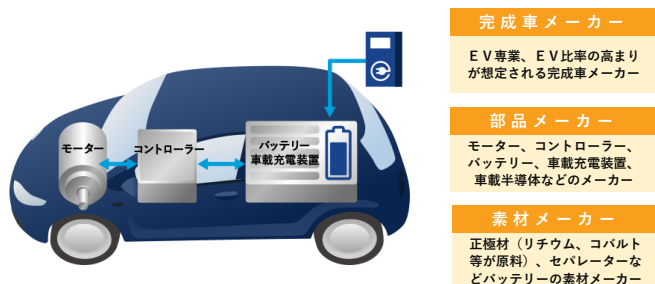 モーター
コントローラー
バッテリー
車載充電装置
完成車メーカー
ＥＶ専業、ＥＶ比率の高まり
が想定される完成車メーカー
部品メーカー
モーター、コントローラー、
バッテリー、車載充電装置、
車載半導体などのメーカー
素材メーカー
正極材（リチウム、コバルト
等が原料）、セパレーターな
どバッテリーの素材メーカー